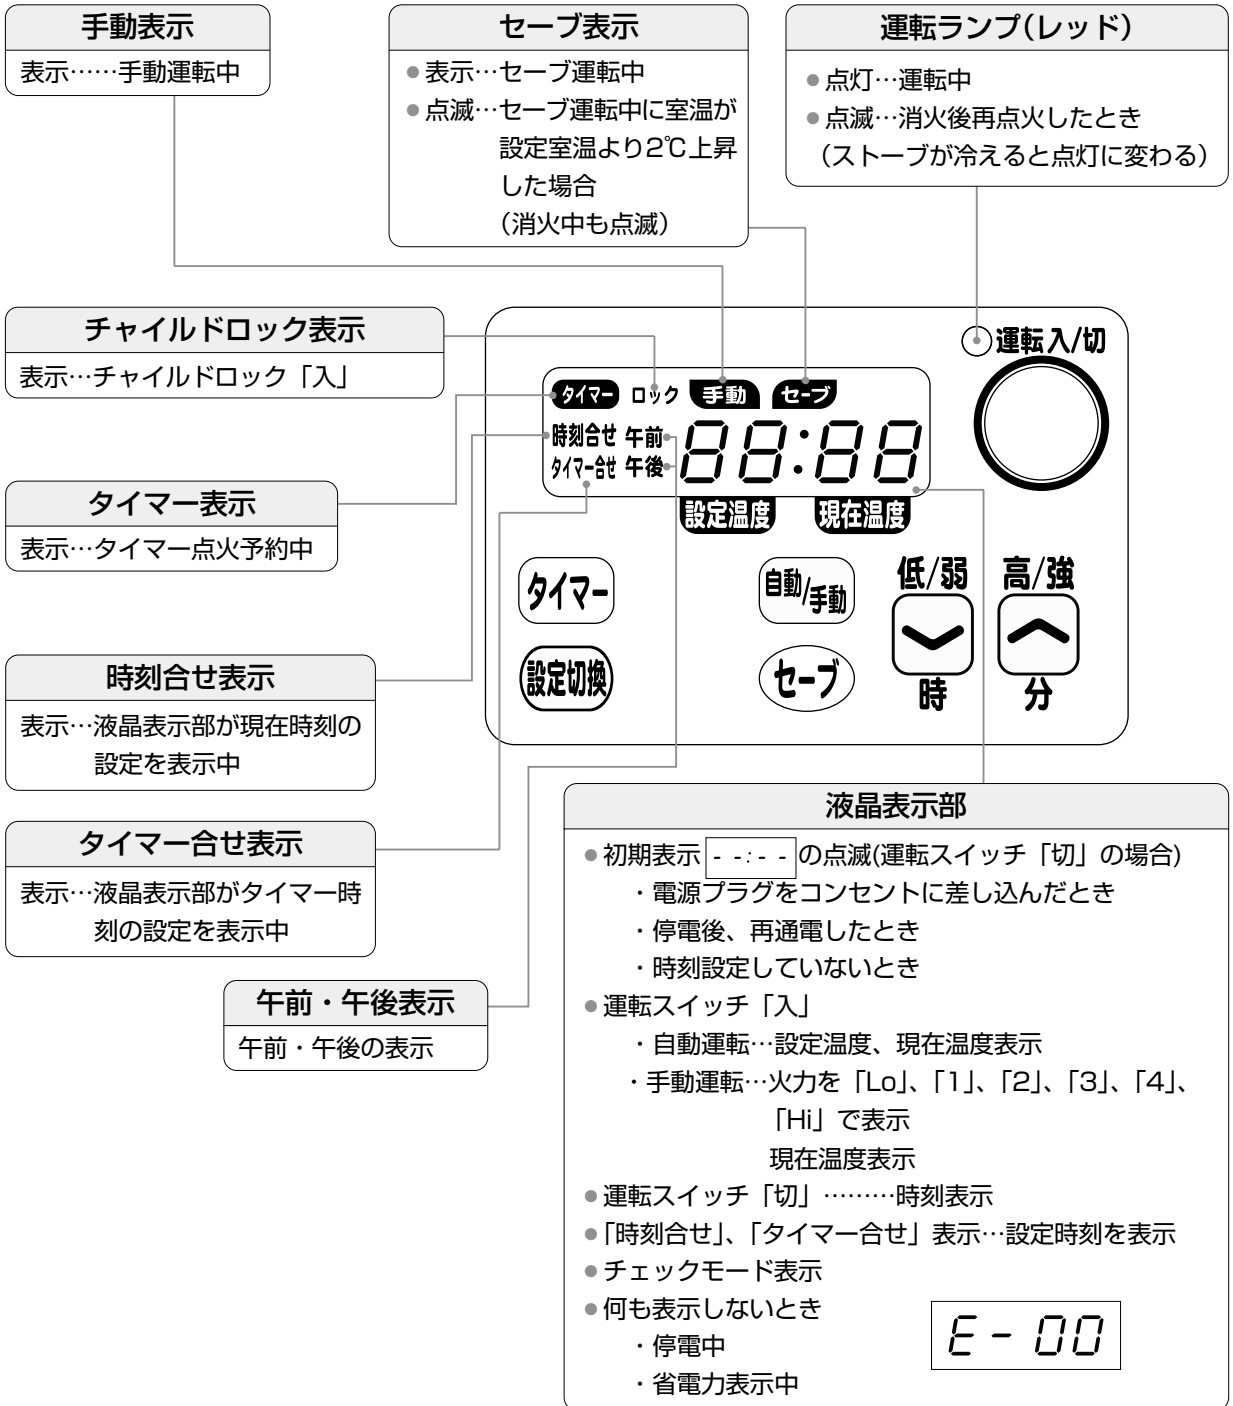 手動表示
表示……手動運転中
セーブ表示
●表示…セーブ運転中
●点滅…セーブ運転中に室温が
設定室温より2℃上昇
した場合
（消火中も点滅）
運転ランプ（レッド）
●点灯…運転中
●点滅…消火後再点火したとき
（ストーブが冷えると点灯に変わる）
チャイルドロック表示
表示…チャイルドロック「入」
タイマー表示
表示…タイマー点火予約中
時刻合せ表示
表示…液晶表示部が現在時刻の
設定を表示中
タイマー合せ表示
表示…液晶表示部がタイマー時
刻の設定を表示中
午前・午後表示
午前・午後の表示
運転 入/切
タイマー ロック 手動 セーブ
時刻合せ 午前
タイマー合せ 午後
88:88
設定温度 現在温度
タイマー
自動/手動
低/弱 高/強
設定切換
セーブ
時 分
液晶表示部
●初期表示 - -:- - の点滅(運転スイッチ「切」の場合)
・電源プラグをコンセントに差し込んだとき
・停電後、再通電したとき
・時刻設定していないとき
●運転スイッチ「入」
・自動運転…設定温度、現在温度表示
・手動運転…火力を「Lo」、「1」、「2」、「3」、「4」、
「Hi」で表示
現在温度表示
●運転スイッチ「切」………時刻表示
●「時刻合せ」、「タイマー合せ」表示…設定時刻を表示
●チェックモード表示
●何も表示しないとき
・停電中
・省電力表示中
E - 00